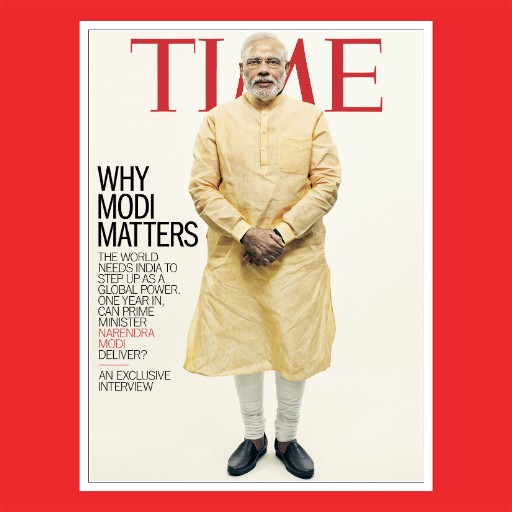 TIME
WHY
MODI
MATTERS
THE WORLD
NEEDS INDIA TO
STEP UP AS A
GLOBAL POWER.
ONE YEAR IN,
CAN PRIME
MINISTER
NARENDRA
MODI
DELIVER?
AN EXCLUSIVE
INTERVIEW